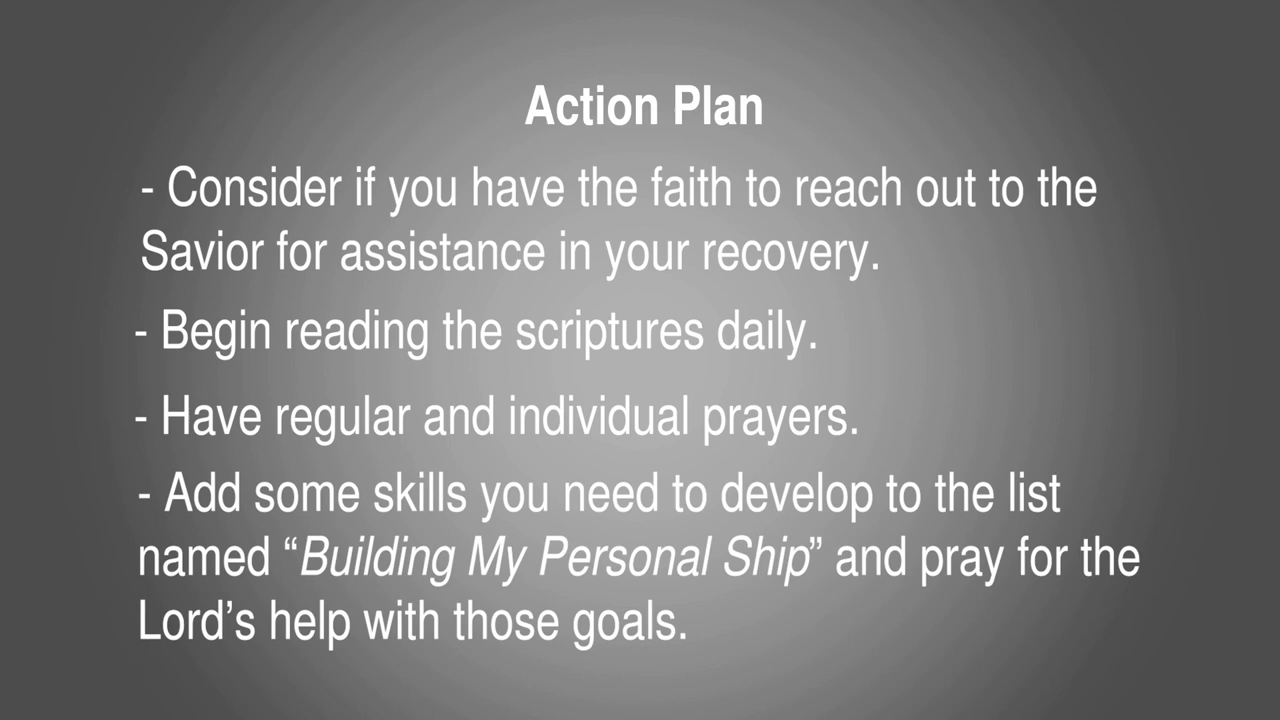 Action Plan
- Consider if you have the faith to reach out to the
Savior for assistance in your recovery.
- Begin reading the scriptures daily.
- Have regular and individual prayers.
- Add some skills you need to develop to the list
named “Building My Personal Ship” and pray for the
Lord’s help with those goals.